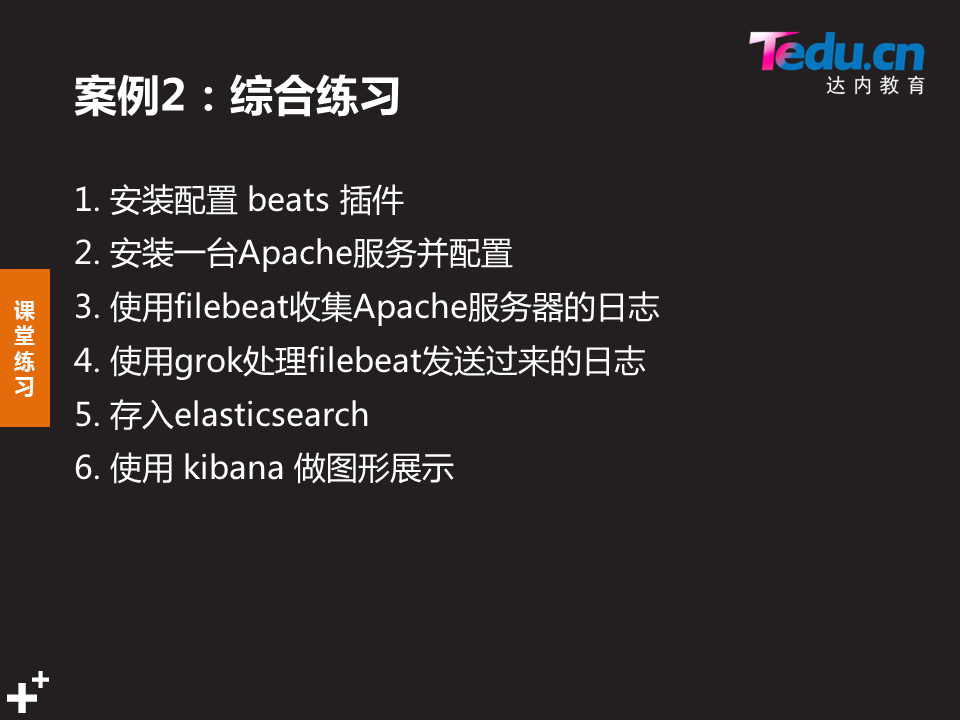 Tedu.cn
达内教育
案例2：综合练习
1. 安装配置 beats 插件
2. 安装一台Apache服务并配置
3. 使用filebeat收集Apache服务器的日志
4. 使用grok处理filebeat发送过来的日志
5. 存入elasticsearch
6. 使用 kibana 做图形展示
课
堂
练
习